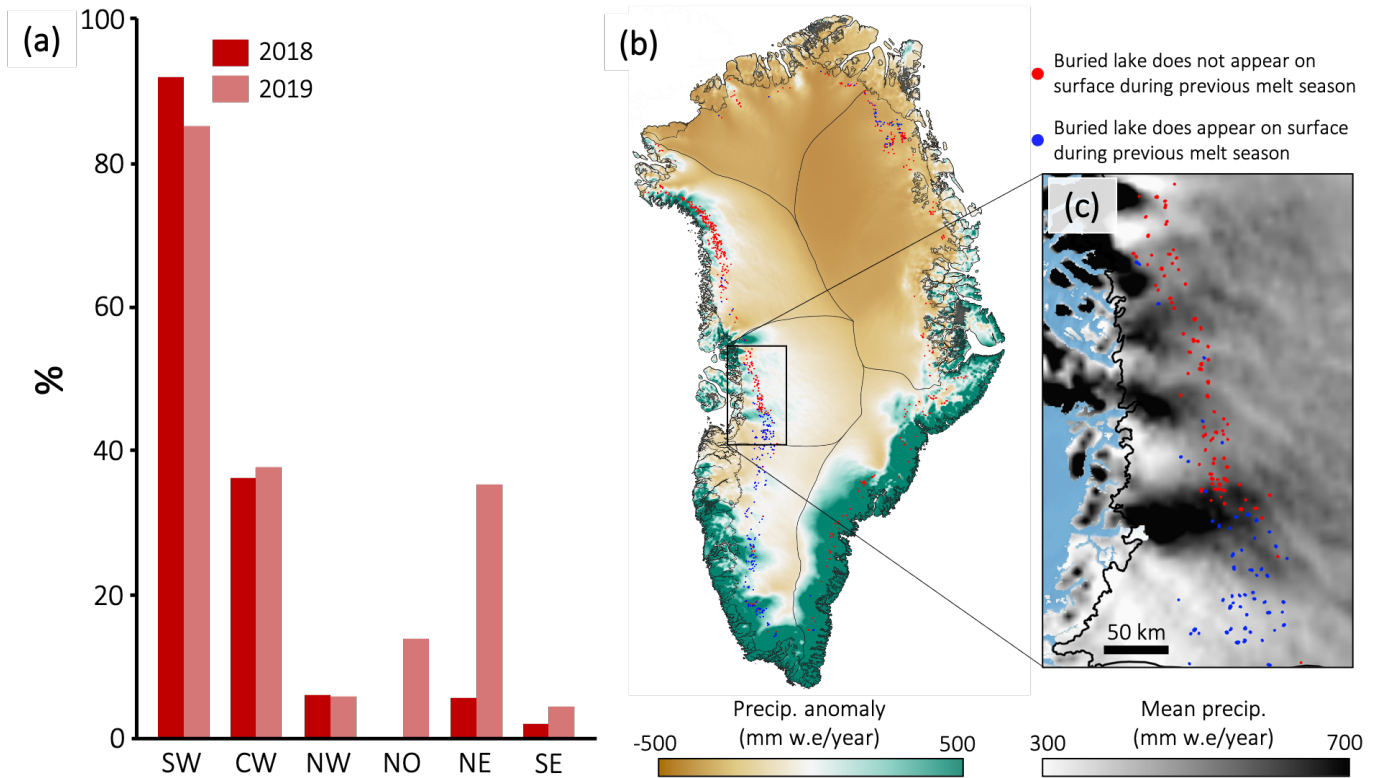 (a)
100
80
60
40
20
0
%
2018
2019
SW
CW
NW
NO
NE
SE
(b)
Precip. anomaly
(mm w.e/year)
-500
500
Buried lake does not appear on
surface during previous melt season
Buried lake does appear on surface
during previous melt season
(c)
50 km
Mean precip.
(mm w.e/year)
300
700